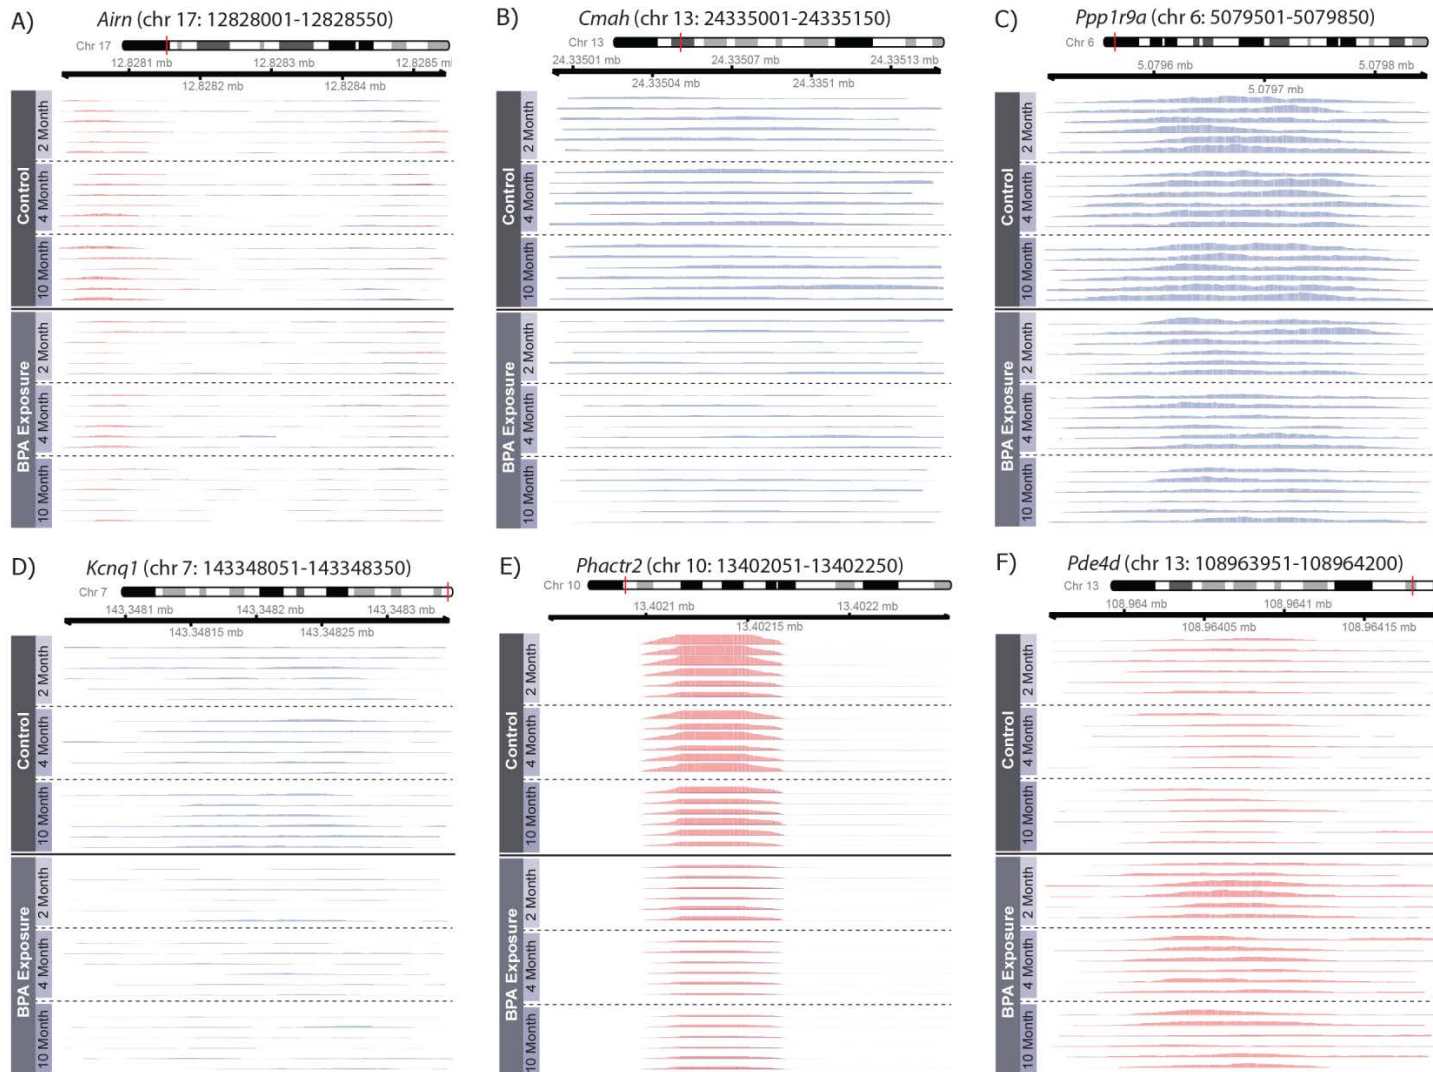 A) Airn (chr 17: 12828001-12828550)
Chr 17
12.8281 mb 12.8283 mb 12.8285 mb
12.8282 mb 12.8284 mb
Control
2 Month
4 Month
10 Month
BPA Exposure
2 Month
4 Month
10 Month
B) Cmah (chr 13: 24335001-24335150)
Chr 13
24.33501 mb 24.33507 mb 24.33513 mb
24.33504 mb 24.3351 mb
Control
2 Month
4 Month
10 Month
BPA Exposure
2 Month
4 Month
10 Month
C) Ppp1r9a (chr 6: 5079501-5079850)
Chr 6
5.0796 mb 5.0798 mb
5.0797 mb
Control
2 Month
4 Month
10 Month
BPA Exposure
2 Month
4 Month
10 Month
D) Kcnq1 (chr 7: 143348051-143348350)
Chr 7
143.3481 mb 143.3482 mb 143.3483 mb
143.34815 mb 143.34825 mb
Control
2 Month
4 Month
10 Month
BPA Exposure
2 Month
4 Month
10 Month
E) Phactr2 (chr 10: 13402051-13402250)
Chr 10
13.4021 mb 13.4022 mb
13.40215 mb
Control
2 Month
4 Month
10 Month
BPA Exposure
2 Month
4 Month
10 Month
F) Pde4d (chr 13: 108963951-108964200)
Chr 13
108.964 mb 108.9641 mb
108.96405 mb 108.96415 mb
Control
2 Month
4 Month
10 Month
BPA Exposure
2 Month
4 Month
10 Month